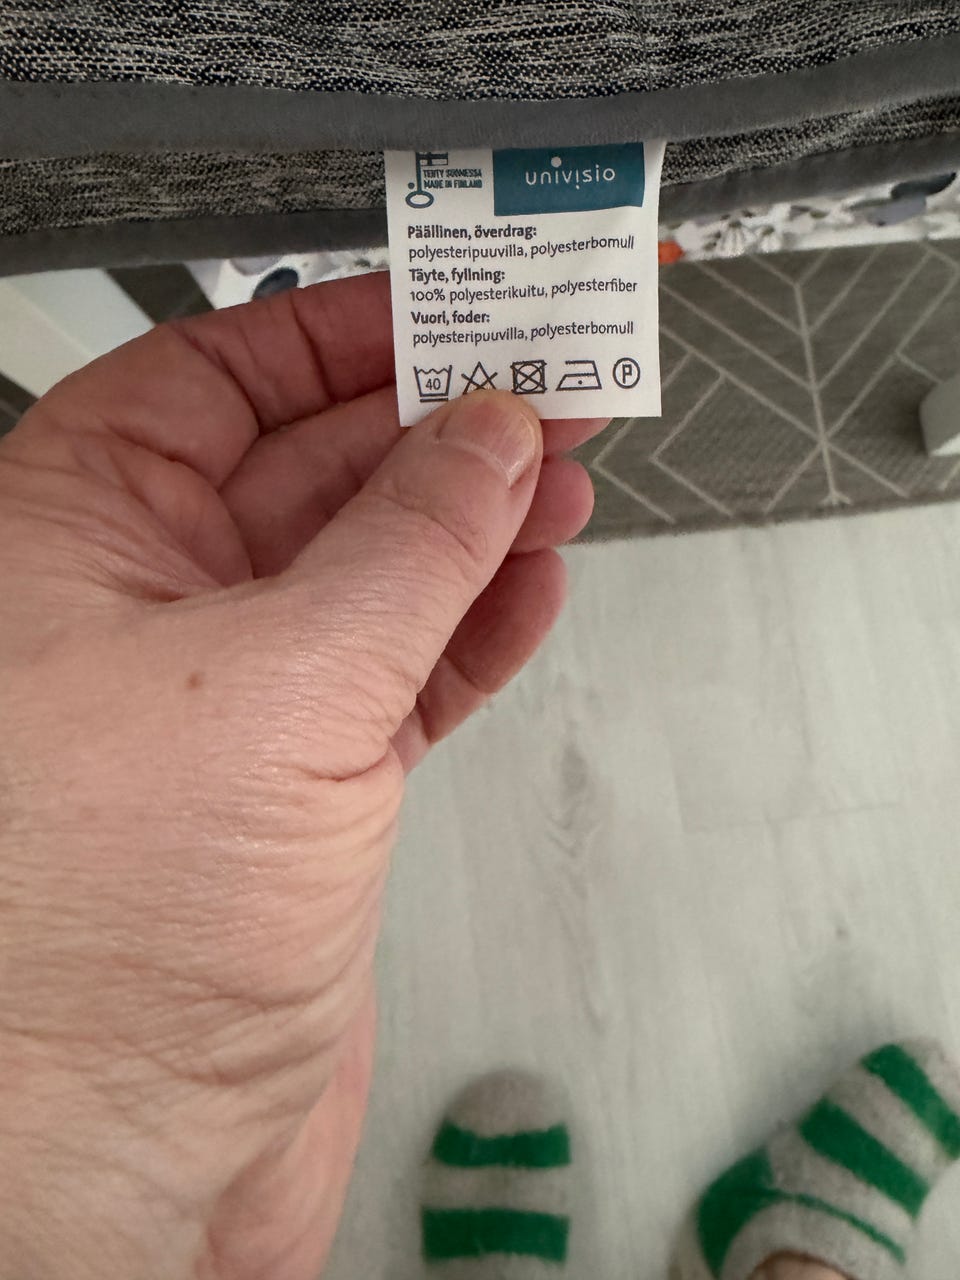 TEHTY SUOMESSA
MADE IN FINLAND
univisio
Päällinen, överdrag:
polyesteripuuvilla, polyesterbomull
Täyte, fyllning:
100% polyesterikuitu, polyesterfiber
Vuori, foder:
polyesteripuuvilla, polyesterbomull
40 P